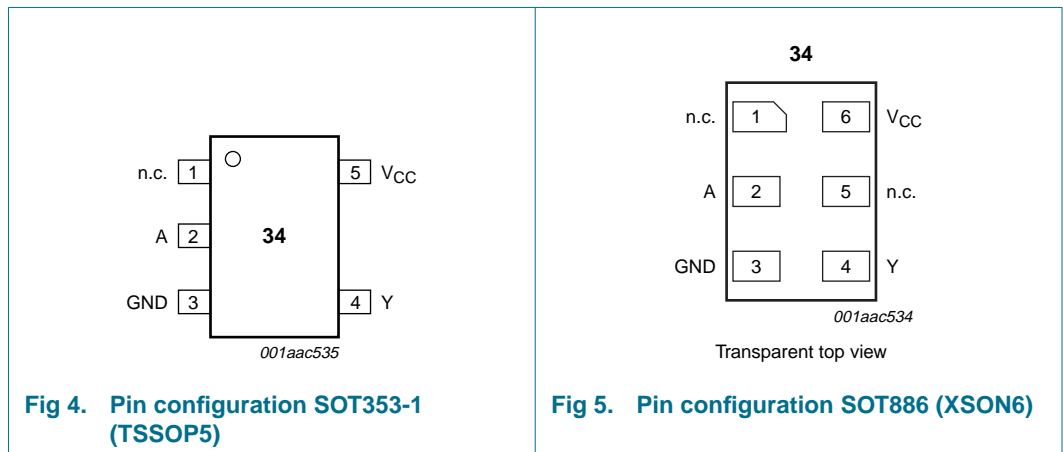 n.c. 1
5 VCC
A 2
34
GND 3
4 Y
001aac535
Fig 4. Pin configuration SOT353-1
(TSSOP5)
34
n.c. 1
6 VCC
A 2
5 n.c.
GND 3
4 Y
001aac534
Transparent top view
Fig 5. Pin configuration SOT886 (XSON6)